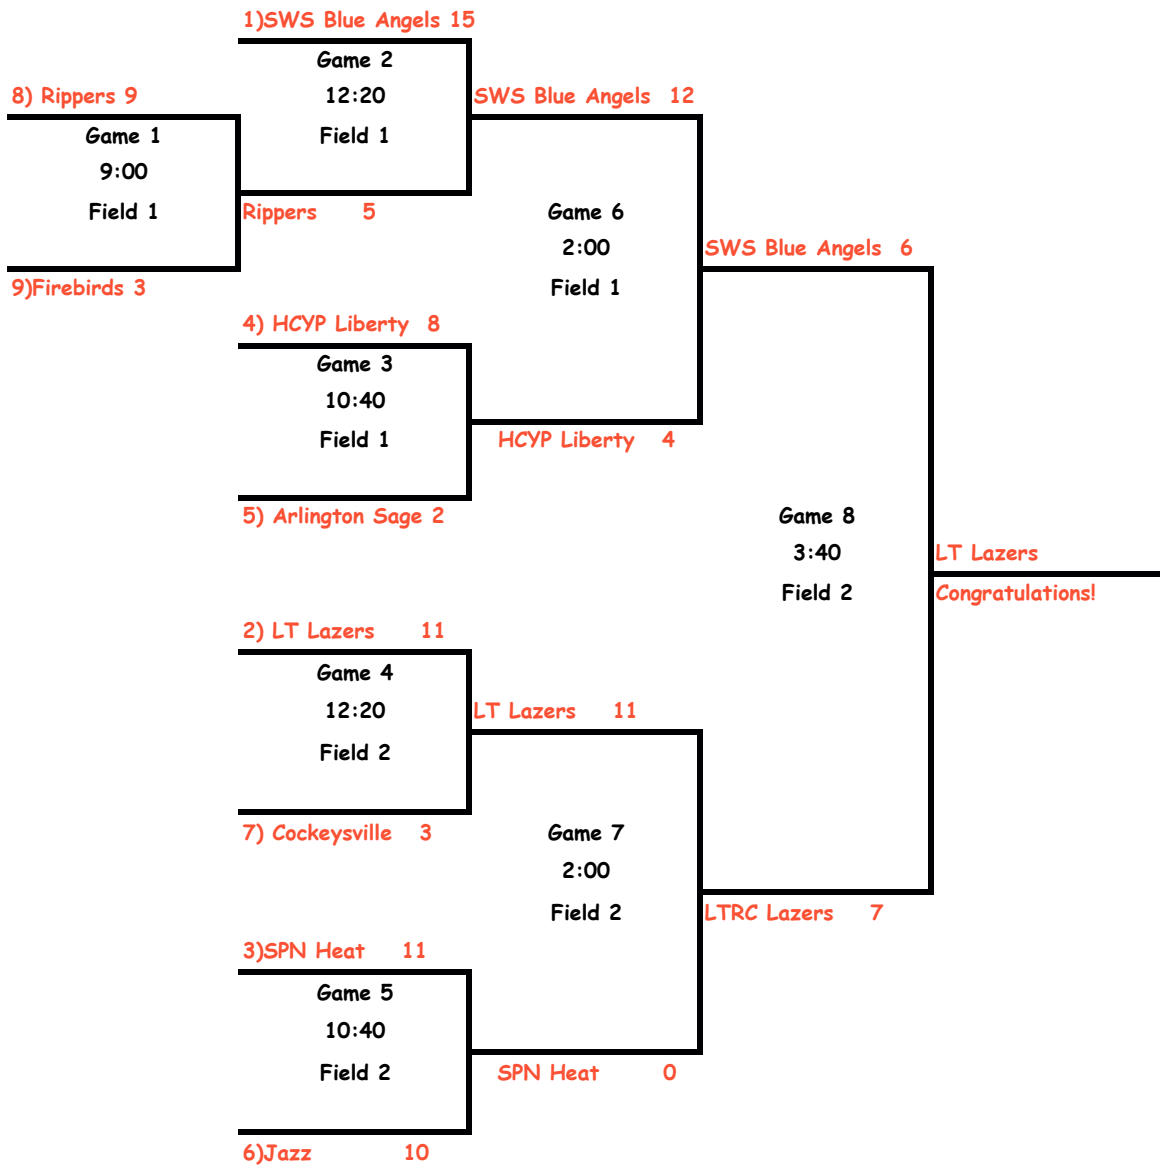 1)SWS Blue Angels 15
Game 2
12:20
Field 1
8) Rippers 9
Game 1
9:00
Field 1
9)Firebirds 3
Rippers 5
SWS Blue Angels 12
Game 6
2:00
Field 1
4) HCYP Liberty 8
Game 3
10:40
Field 1
5) Arlington Sage 2
HCYP Liberty 4
SWS Blue Angels 6
Game 8
3:40
Field 2
LT Lazers
Congratulations!
2) LT Lazers 11
Game 4
12:20
Field 2
7) Cockeysville 3
LT Lazers 11
Game 7
2:00
Field 2
LTRC Lazers 7
3)SPN Heat 11
Game 5
10:40
Field 2
6)Jazz 10
SPN Heat 0